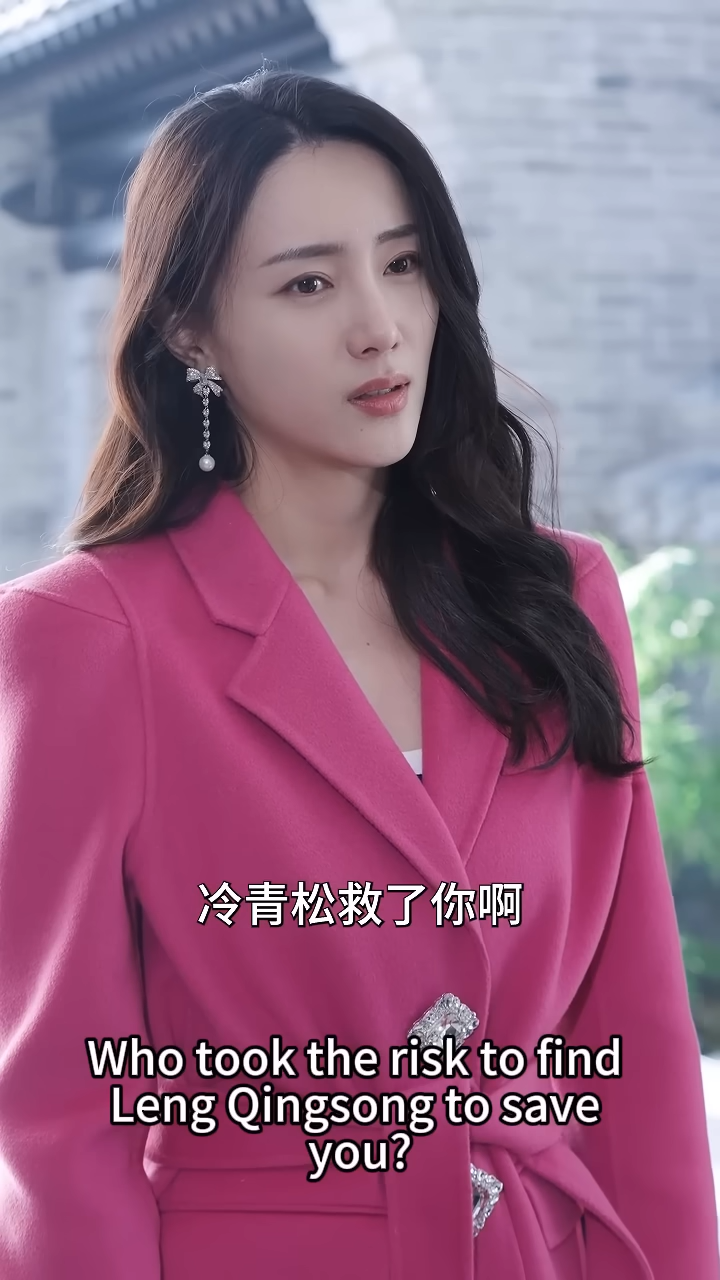 冷青松救了你啊
Who took the risk to find
Leng Qingsong to save
you?